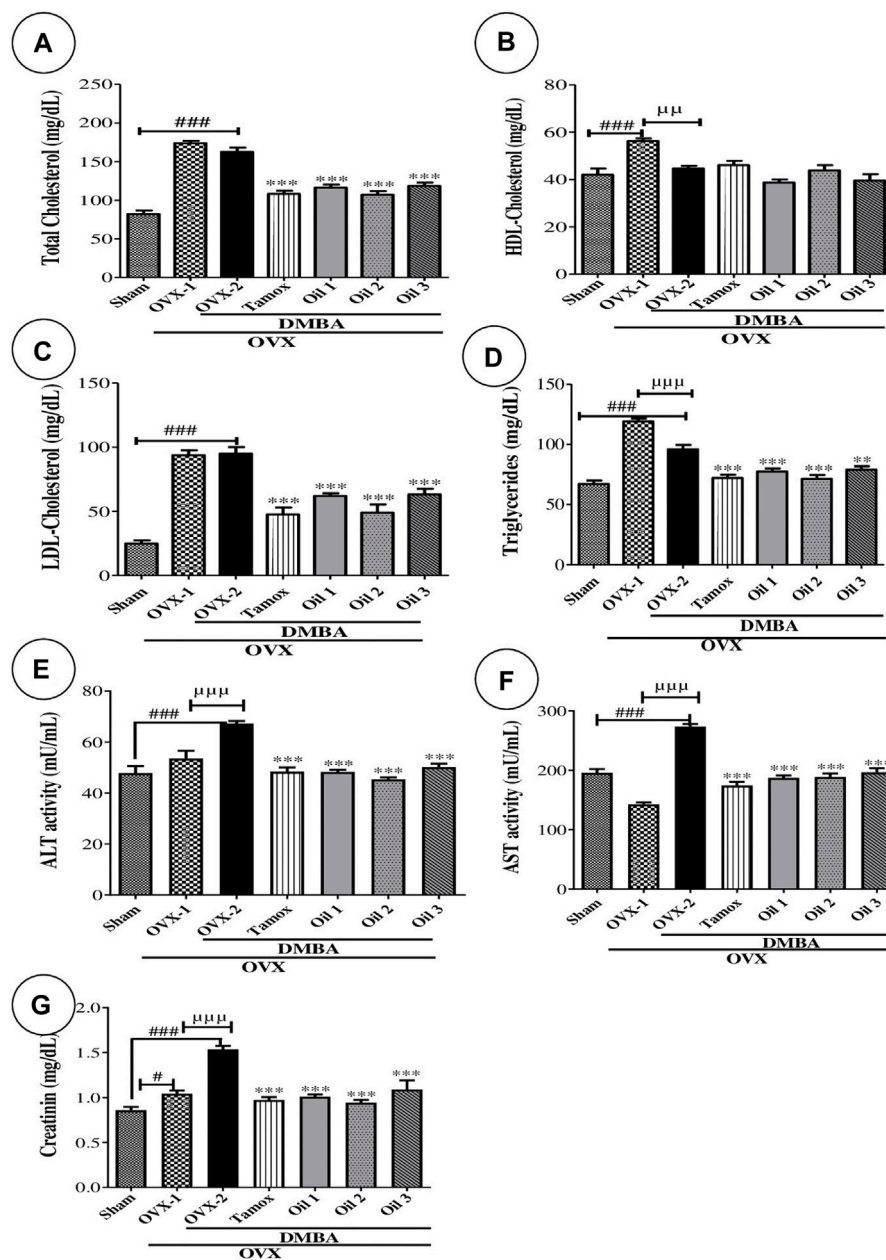 A
Total Cholesterol (mg/dL)
250
200
150
100
50
0
###
*** *** *** ***
Sham OVX-1 OVX-2 Tamox Oil 1 Oil 2 Oil 3
DMBA
OVX
B
HDL-Cholesterol (mg/dL)
80
60
40
20
0
### μμ
Sham OVX-1 OVX-2 Tamox Oil 1 Oil 2 Oil 3
DMBA
OVX
C
LDL-Cholesterol (mg/dL)
150
100
50
0
###
*** *** *** ***
Sham OVX-1 OVX-2 Tamox Oil 1 Oil 2 Oil 3
DMBA
OVX
D
Triglycerides (mg/dL)
150
100
50
0
μμμ
###
*** *** *** **
Sham OVX-1 OVX-2 Tamox Oil 1 Oil 2 Oil 3
DMBA
OVX
E
ALT activity (mU/mL)
80
60
40
20
0
μμμ
###
*** *** *** ***
Sham OVX-1 OVX-2 Tamox Oil 1 Oil 2 Oil 3
DMBA
OVX
F
AST activity (mU/mL)
300
200
100
0
μμμ
###
*** *** *** ***
Sham OVX-1 OVX-2 Tamox Oil 1 Oil 2 Oil 3
DMBA
OVX
G
Creatinin (mg/dL)
2.0
1.5
1.0
0.5
0.0
μμμ
###
#
*** *** *** ***
Sham OVX-1 OVX-2 Tamox Oil 1 Oil 2 Oil 3
DMBA
OVX